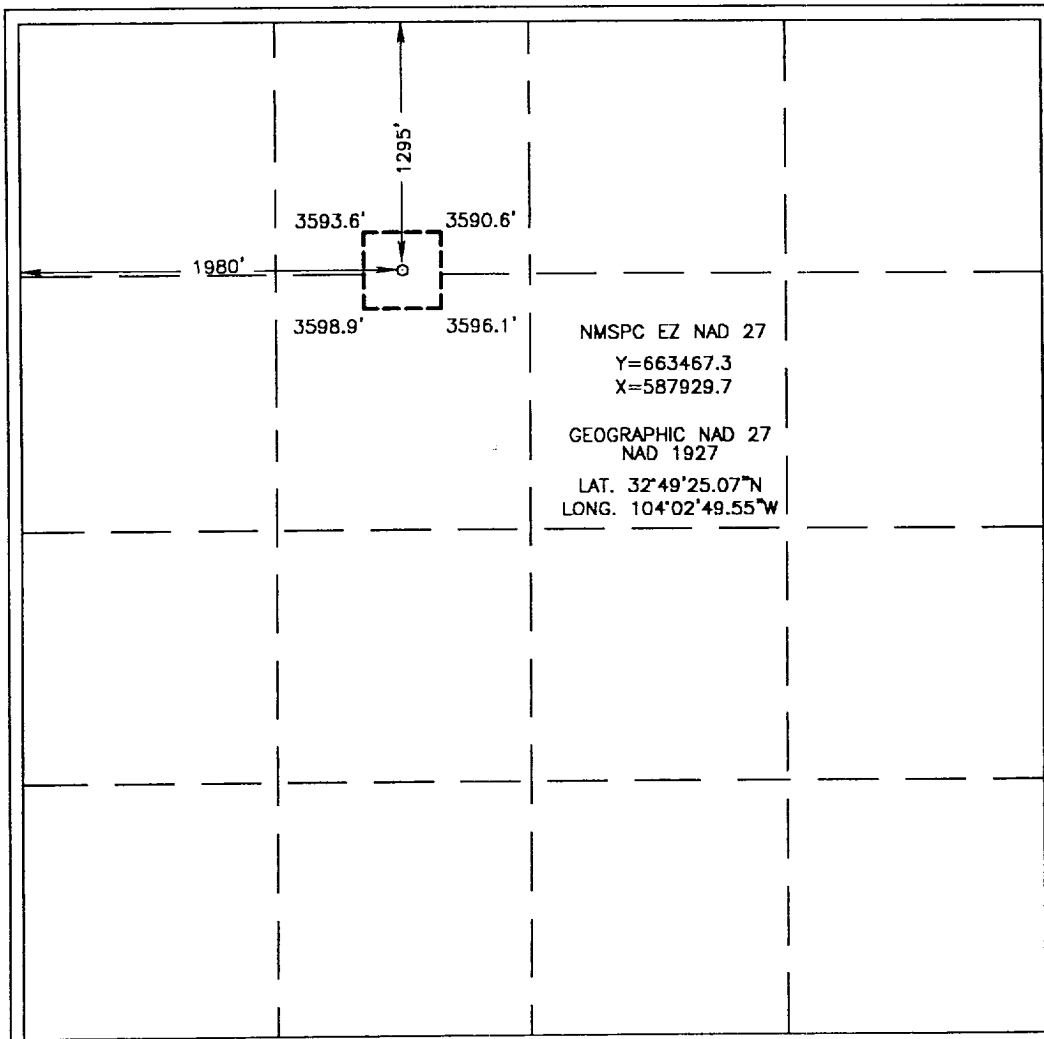 1295'
3593.6' 3590.6'
1980'
3598.9' 3596.1'
NMSPC EZ NAD 27
Y=663467.3
X=587929.7
GEOGRAPHIC NAD 27
NAD 1927
LAT. 32°49'25.07"N
LONG. 104°02'49.55"W